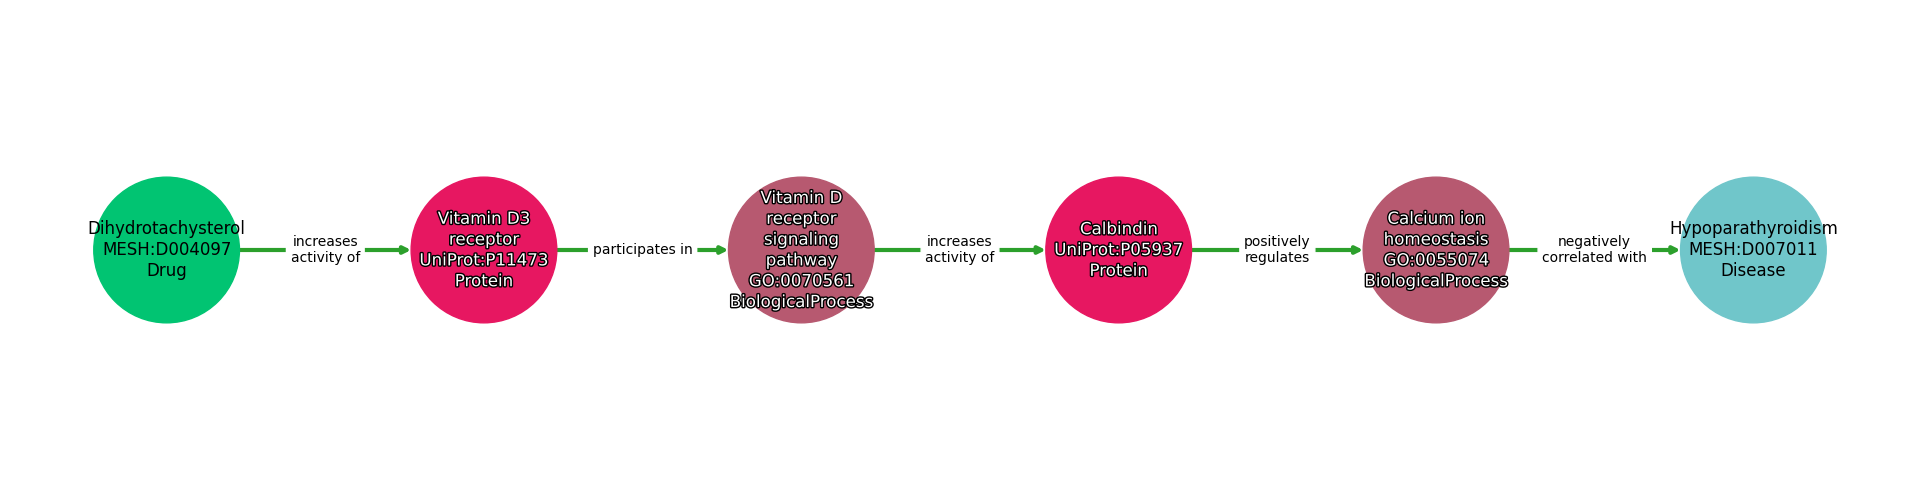 Dihydrotachysterol
MESH:D004097
Drug
increases
activity of
Vitamin D3
receptor
UniProt:P11473
Protein
participates in
Vitamin D
receptor
signaling
pathway
GO:0070561
BiologicalProcess
increases
activity of
Calbindin
UniProt:P05937
Protein
positively
regulates
Calcium ion
homeostasis
GO:0055074
BiologicalProcess
negatively
correlated with
Hypoparathyroidism
MESH:D007011
Disease